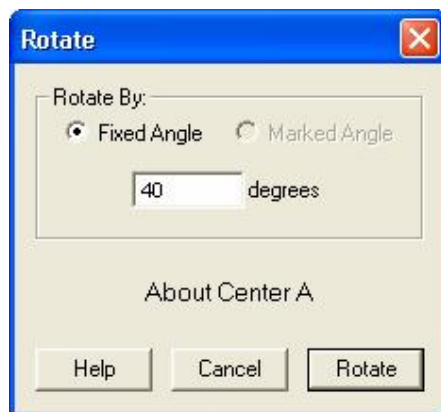 Rotate
Rotate By:
Fixed Angle Marked Angle
40 degrees
About Center A
Help Cancel Rotate